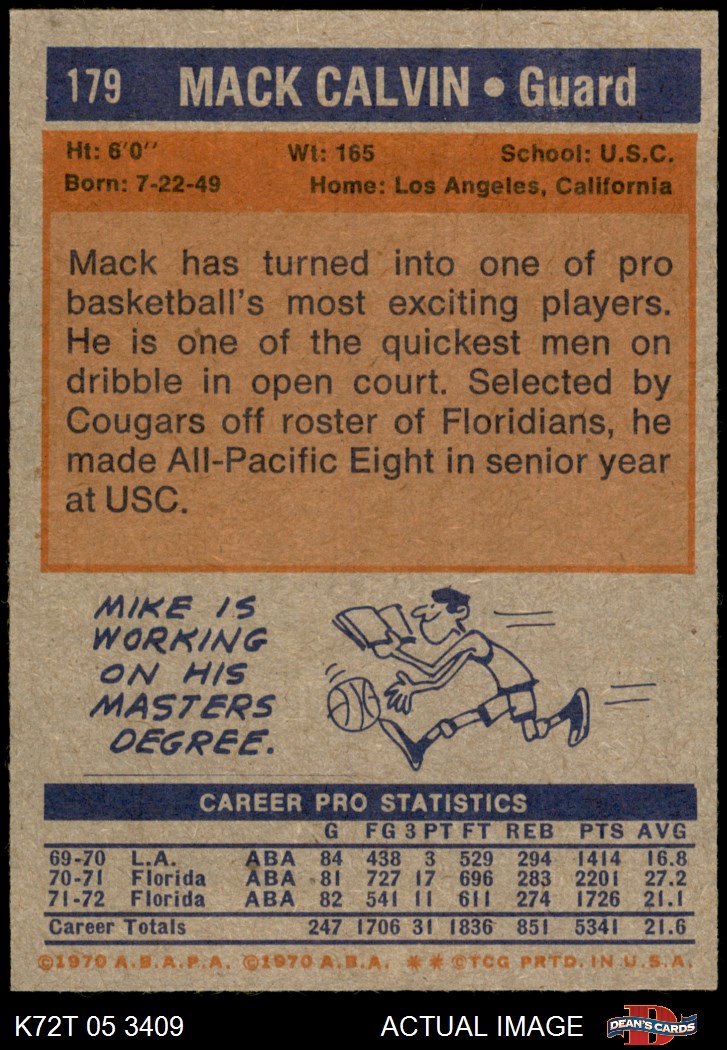 179 MACK CALVIN • Guard
Ht: 6'0" Wt: 165 School: U.S.C.
Born: 7-22-49 Home: Los Angeles, California
Mack has turned into one of pro
basketball's most exciting players.
He is one of the quickest men on
dribble in open court. Selected by
Cougars off roster of Floridians, he
made All-Pacific Eight in senior year
at USC.
MIKE IS
WORKING
ON HIS
MASTERS
DEGREE.
CAREER PRO STATISTICS
G FG 3 PT FT REB PTS AVG
69-70 L.A. ABA 84 438 3 529 294 1414 16.8
70-71 Florida ABA 81 727 17 696 283 2201 27.2
71-72 Florida ABA 82 541 11 611 274 1726 21.1
Career Totals 247 1706 31 1836 851 5341 21.6
©1970 A.B.A.P.A. ©1970 A.B.A. ** ©TCG PRTD. IN U.S.A.
K72T 05 3409 ACTUAL IMAGE D DEAN'S CARDS